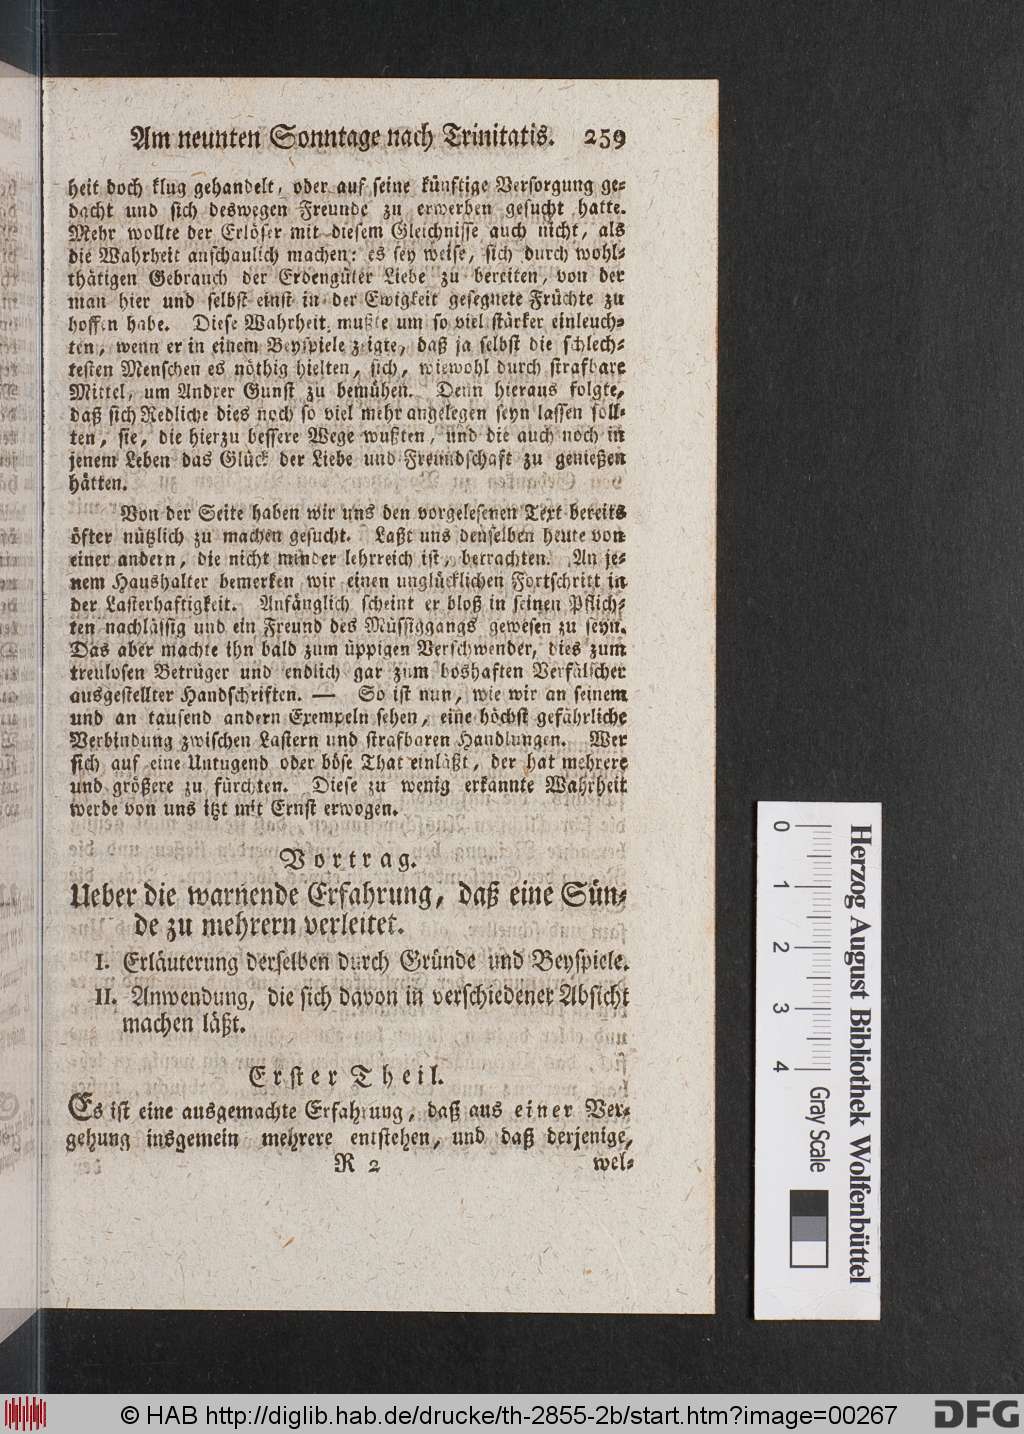 Am neunten Sonntage nach Trinitatis. 259
heit doch klug gehandelt, oder auf seine künftige Versorgung ge-
dacht und sich deswegen Freunde zu erwerben gesucht hatte.
Mehr wollte der Erlöser mit diesem Gleichnisse auch nicht, als
die Wahrheit anschaulich machen: es sey weise, sich durch wohl-
thätigen Gebrauch der Erdengüter Liebe zu bereiten, von der
man hier und selbst einst in der Ewigkeit gesegnete Früchte zu
hoffen habe. Diese Wahrheit mußte um so viel stärker einleuch-
ten, wenn er in einem Beyspiele zeigte, daß ja selbst die schlech-
testen Menschen es nöthig hielten, sich, wiewohl durch strafbare
Mittel, um Andrer Gunst zu bemühen. Denn hieraus folgte,
daß sich Redliche dies noch so viel mehr angelegen seyn lassen soll-
ten, sie, die hierzu bessere Wege wußten, und die auch noch in
jenem Leben das Glück der Liebe und Freundschaft zu genießen
hätten.
Von der Seite haben wir uns den vorgelesenen Text bereits
öfter nützlich zu machen gesucht. Laßt uns denselben heute von
einer andern, die nicht minder lehrreich ist, betrachten. An je-
nem Haushalter bemerken wir einen unglücklichen Fortschritt in
der Lasterhaftigkeit. Anfänglich scheint er bloß in seinen Pflich-
ten nachlässig und ein Freund des Müssiggangs gewesen zu seyn.
Das aber machte ihn bald zum üppigen Verschwender, dies zum
treulosen Betrüger und endlich gar zum boshaften Verfälscher
ausgestellter Handschriften. — So ist nun, wie wir an seinem
und an tausend andern Exempeln sehen, eine höchst gefährliche
Verbindung zwischen Lastern und strafbaren Handlungen. Wer
sich auf eine Untugend oder böse That einläßt, der hat mehrere
und größere zu fürchten. Diese zu wenig erkannte Wahrheit
werde von uns itzt mit Ernst erwogen.
Vortrag.
Ueber die warnende Erfahrung, daß eine Sün-
de zu mehrern verleitet.
I. Erläuterung derselben durch Gründe und Beyspiele.
II. Anwendung, die sich davon in verschiedener Absicht
machen läßt.
Erster Theil.
Es ist eine ausgemachte Erfahrung, daß aus einer Ver-
gehung insgemein mehrere entstehen, und daß derjenige,
R 2 wel-
0 1 2 3 4 Gray Scale
Herzog August Bibliothek Wolfenbüttel
© HAB http://diglib.hab.de/drucke/th-2855-2b/start.htm?image=00267
DFG